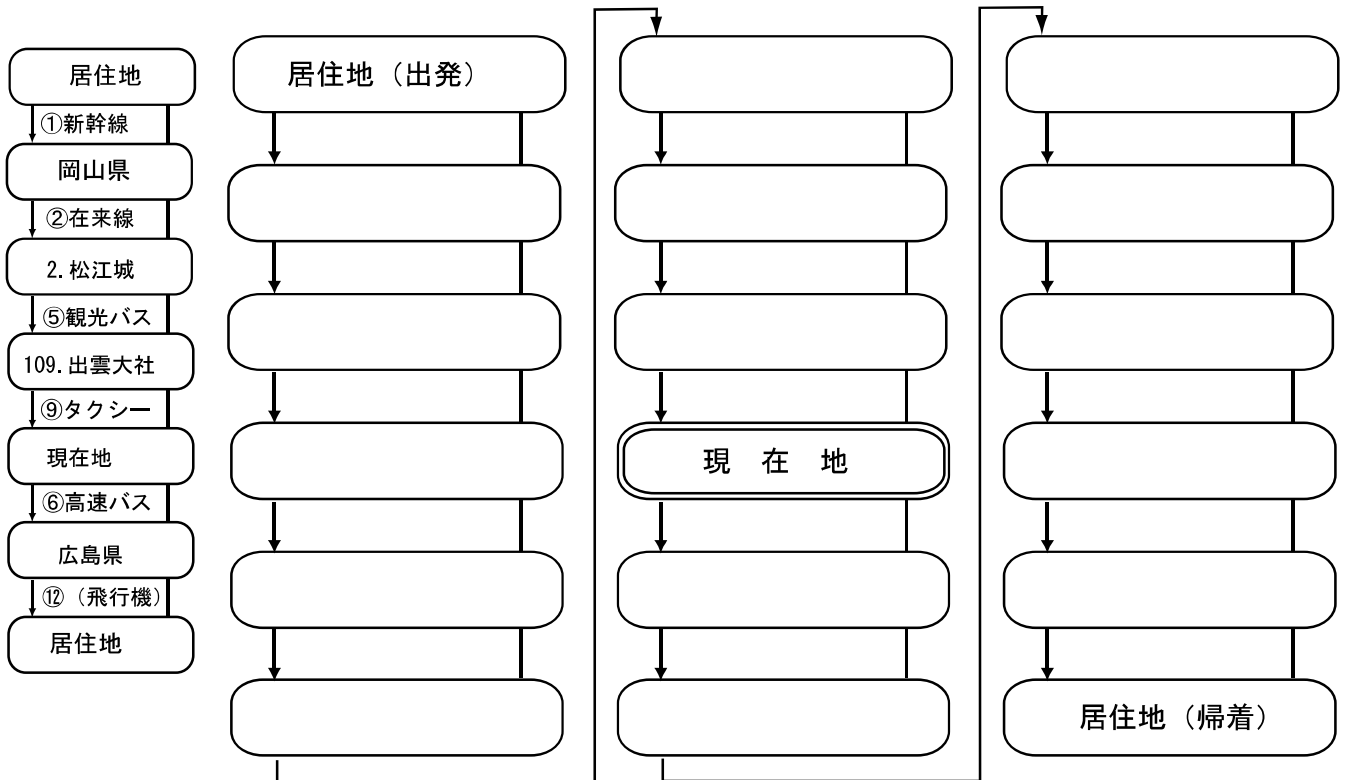 居住地
①新幹線
岡山県
②在来線
2.松江城
⑤観光バス
109.出雲大社
⑨タクシー
現在地
⑥高速バス
広島県
⑫（飛行機）
居住地
居住地（出発）
現 在 地
居住地（帰着）